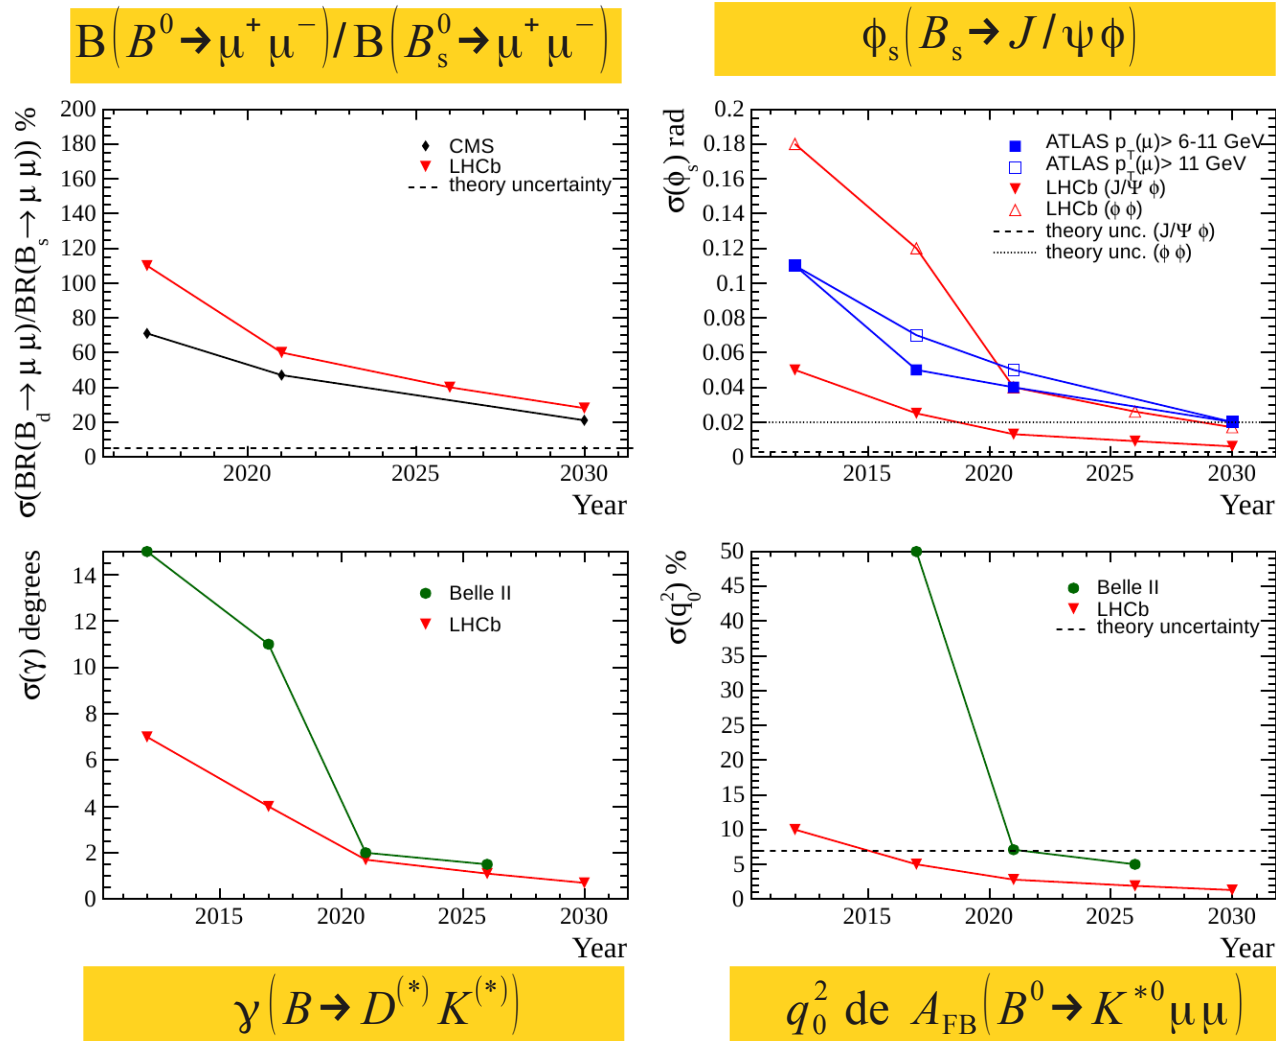 B(B⁰→μ⁺μ⁻)/B(B⁰ₛ→μ⁺μ⁻)
ϕₛ(Bₛ→J/ψϕ)
σ(BR(B_d→ μ μ)/BR(B_s→ μ μ)) %
200
180
160
140
120
100
80
60
40
20
0
CMS
LHCb
theory uncertainty
2020 2025 2030
Year
σ(ϕₛ) rad
0.2
0.18
0.16
0.14
0.12
0.1
0.08
0.06
0.04
0.02
0
ATLAS p_T(μ)> 6-11 GeV
ATLAS p_T(μ)> 11 GeV
LHCb (J/Ψ ϕ)
LHCb (ϕ ϕ)
theory unc. (J/Ψ ϕ)
theory unc. (ϕ ϕ)
2015 2020 2025 2030
Year
σ(γ) degrees
14
12
10
8
6
4
2
0
Belle II
LHCb
2015 2020 2025 2030
Year
σ(q₀²) %
50
45
40
35
30
25
20
15
10
5
0
Belle II
LHCb
theory uncertainty
2015 2020 2025 2030
Year
γ(B→D⁽*⁾K⁽*⁾)
q₀² de A_FB(B⁰→K*⁰μμ)